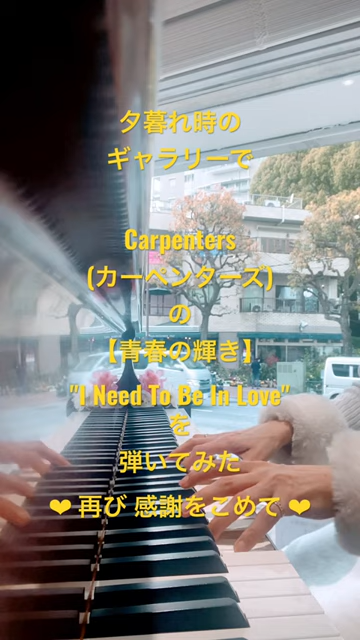 夕暮れ時の
ギャラリーで
Carpenters
(カーペンターズ)
の
【青春の輝き】
"I Need To Be In Love"
を
弾いてみた
❤ 再び 感謝をこめて ❤